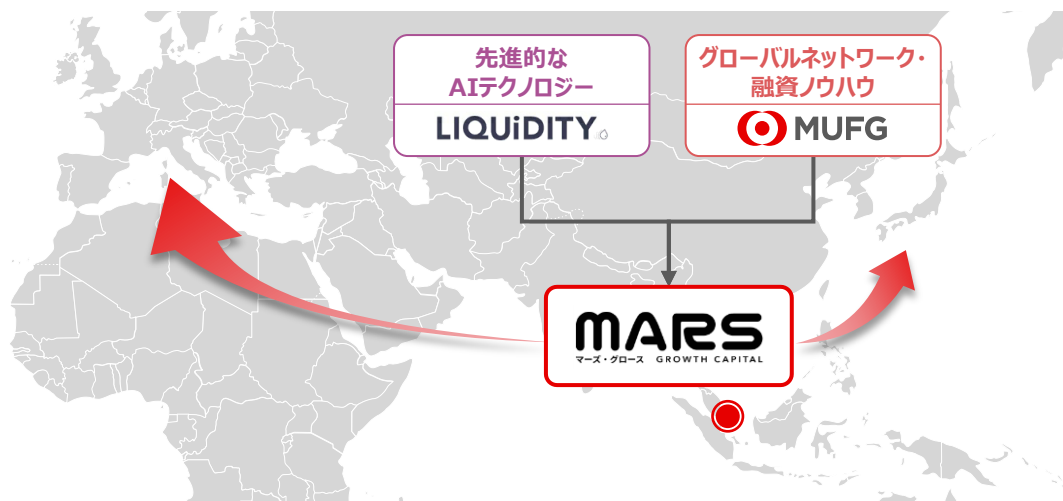 先進的な
AIテクノロジー
LIQUiDITY
グローバルネットワーク・
融資ノウハウ
MUFG
MARS
マーズ・グロース GROWTH CAPITAL